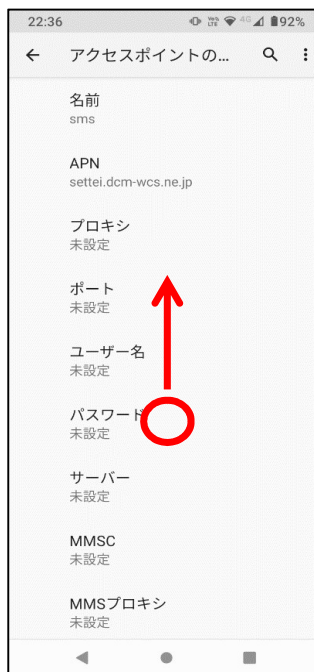 22:36 VoLTE 4G 92%
アクセスポイントの...
名前
sms
APN
settei.dcm-wcs.ne.jp
プロキシ
未設定
ポート
未設定
ユーザー名
未設定
パスワード
未設定
サーバー
未設定
MMSC
未設定
MMSプロキシ
未設定